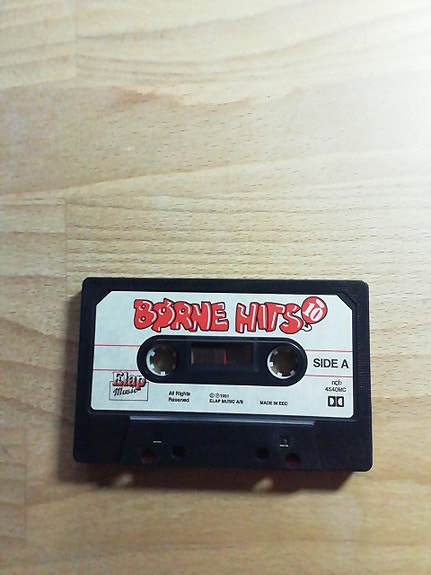 BØRNE HITS 10
SIDE A
Elap
Music
All Rights
Reserved
©℗1991
ELAP MUSIC A/S
MADE IN EEC
ncb
4540MC